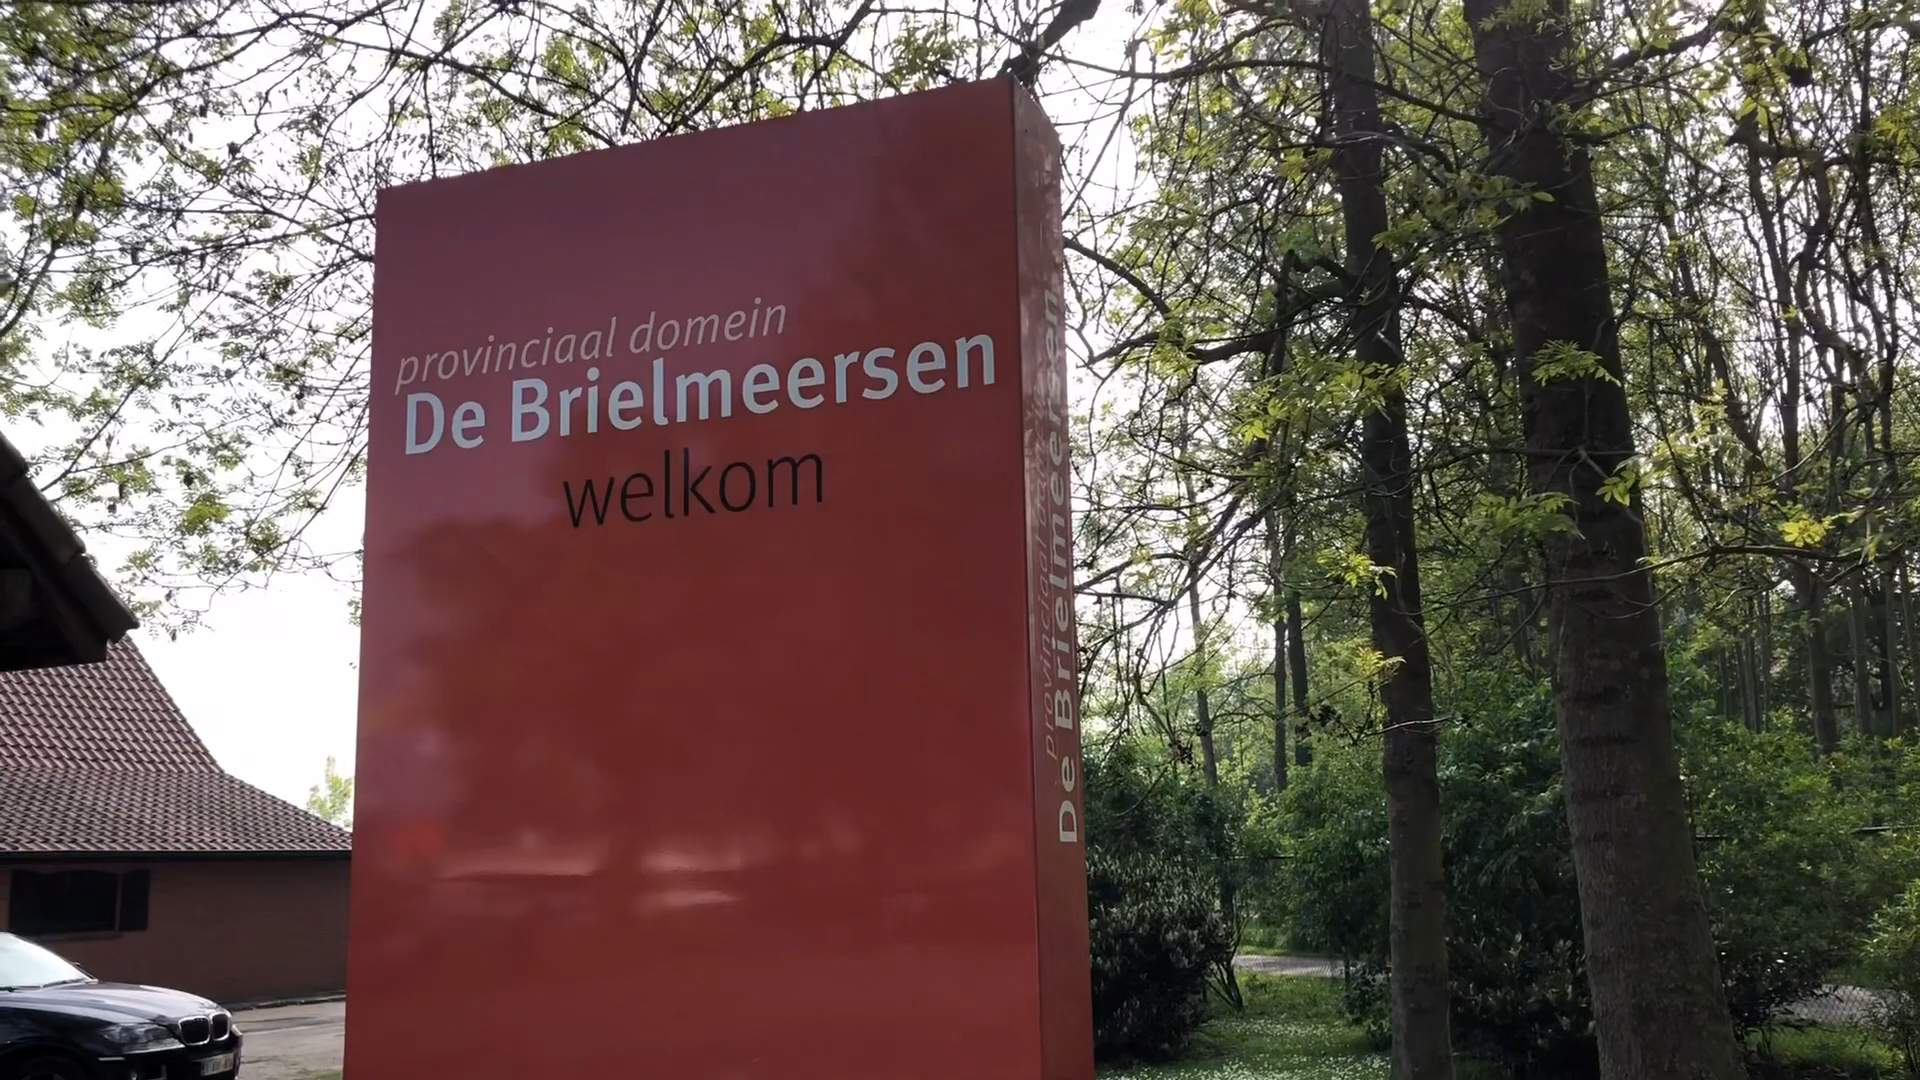 provinciaal domein
De Brielmeersen
welkom
provinciaal domein
De Brielmeersen